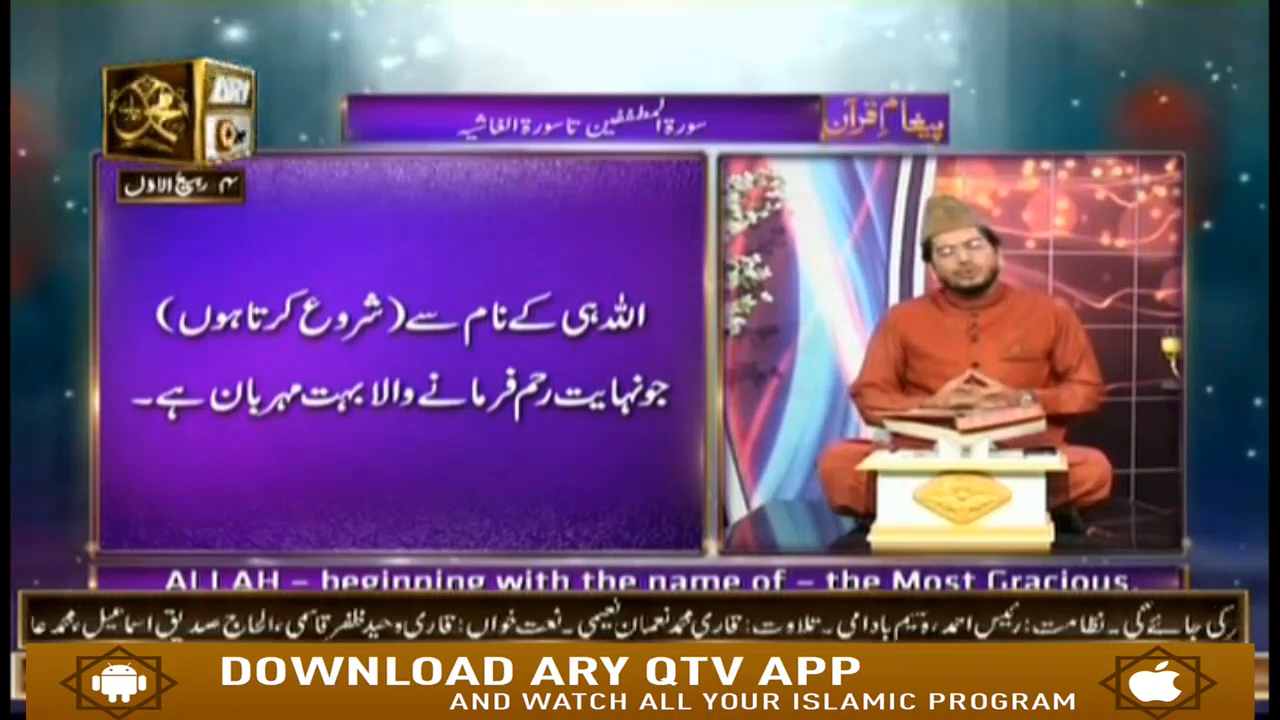 ARY
پیغامِ قرآن
سورۃ المطففین تا سورۃ الغاشیہ
۴ ربیع الاول
اللہ ہی کے نام سے (شروع کرتا ہوں)
جو نہایت رحم فرمانے والا بہت مہربان ہے۔
ALLAH – beginning with the name of – the Most Gracious,
کی جائے گی۔ نظامت: رئیس احمد، وسیم بادامی۔ تلاوت: قاری محمد نعمان نعیمی۔ نعت خواں: قاری وحید ظفر قاسمی، الحاج صدیق اسماعیل، محمد عا
DOWNLOAD ARY QTV APP
AND WATCH ALL YOUR ISLAMIC PROGRAM